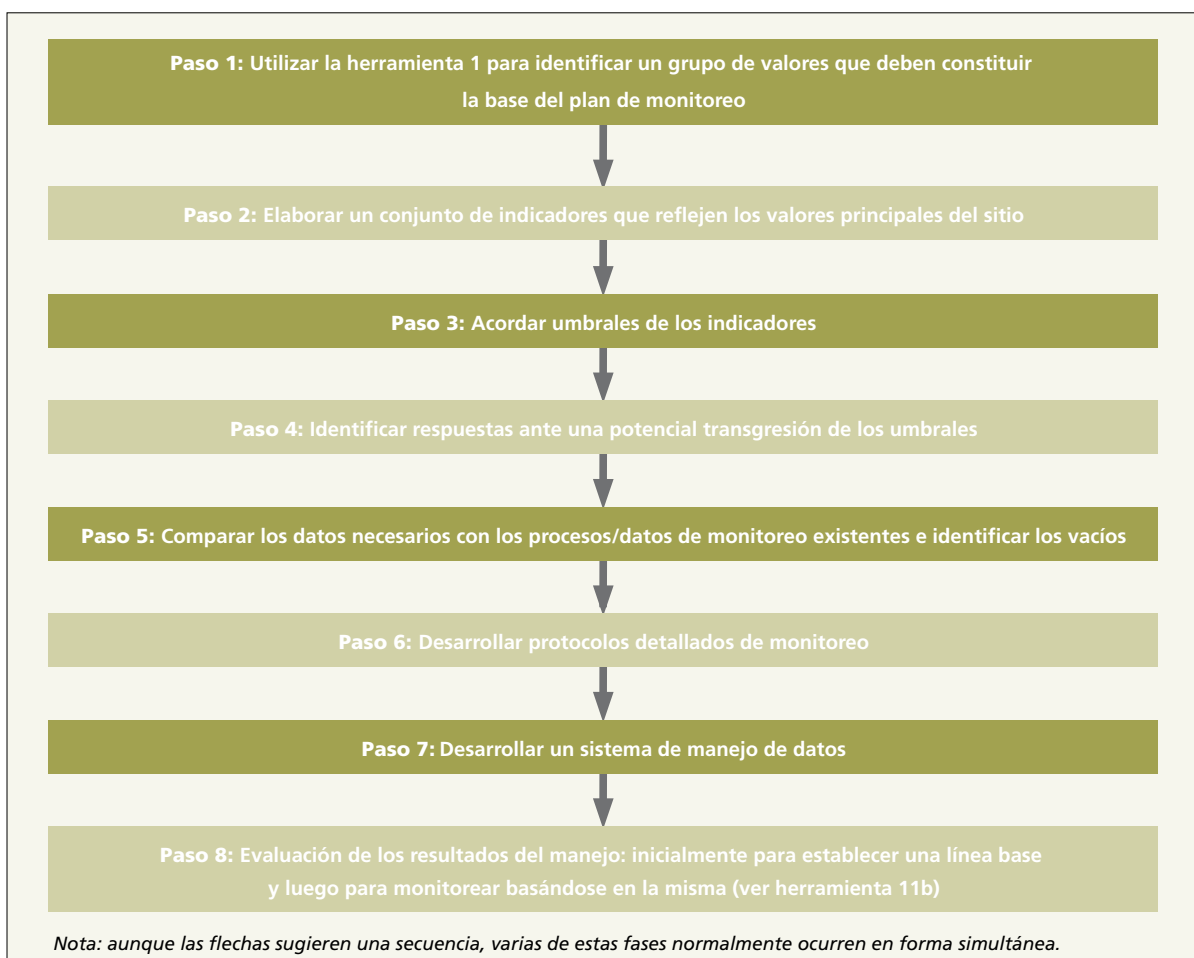 Paso 1: Utilizar la herramienta 1 para identificar un grupo de valores que deben constituir
la base del plan de monitoreo
Paso 2: Elaborar un conjunto de indicadores que reflejen los valores principales del sitio
Paso 3: Acordar umbrales de los indicadores
Paso 4: Identificar respuestas ante una potencial transgresión de los umbrales
Paso 5: Comparar los datos necesarios con los procesos/datos de monitoreo existentes e identificar los vacíos
Paso 6: Desarrollar protocolos detallados de monitoreo
Paso 7: Desarrollar un sistema de manejo de datos
Paso 8: Evaluación de los resultados del manejo: inicialmente para establecer una línea base
y luego para monitorear basándose en la misma (ver herramienta 11b)
Nota: aunque las flechas sugieren una secuencia, varias de estas fases normalmente ocurren en forma simultánea.